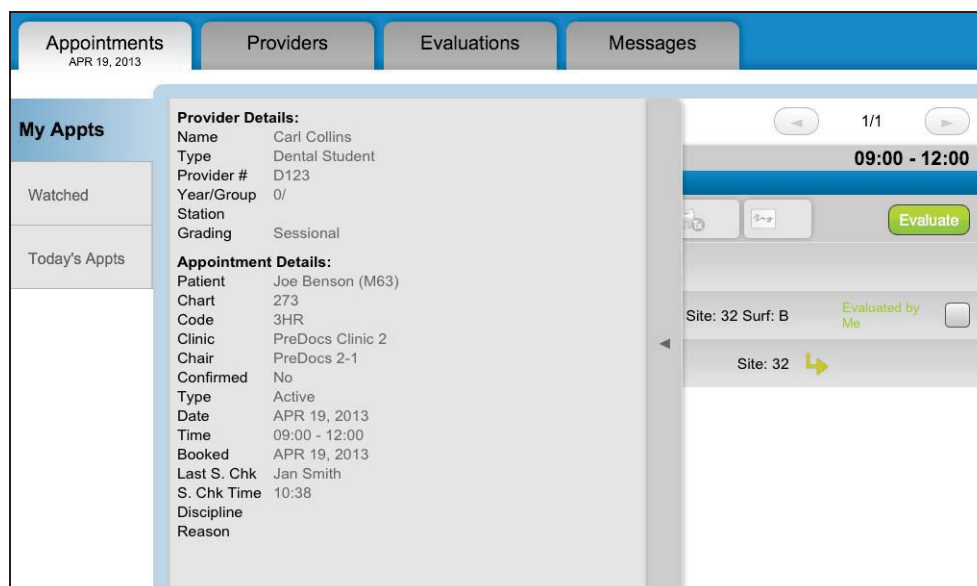 Appointments
APR 19, 2013
Providers
Evaluations
Messages
My Appts
Watched
Today's Appts
Provider Details:
Name Carl Collins
Type Dental Student
Provider # D123
Year/Group 0/
Station
Grading Sessional
Appointment Details:
Patient Joe Benson (M63)
Chart 273
Code 3HR
Clinic PreDocs Clinic 2
Chair PreDocs 2-1
Confirmed No
Type Active
Date APR 19, 2013
Time 09:00 - 12:00
Booked APR 19, 2013
Last S. Chk Jan Smith
S. Chk Time 10:38
Discipline
Reason
1/1
09:00 - 12:00
Evaluate
Site: 32 Surf: B
Evaluated by
Me
Site: 32